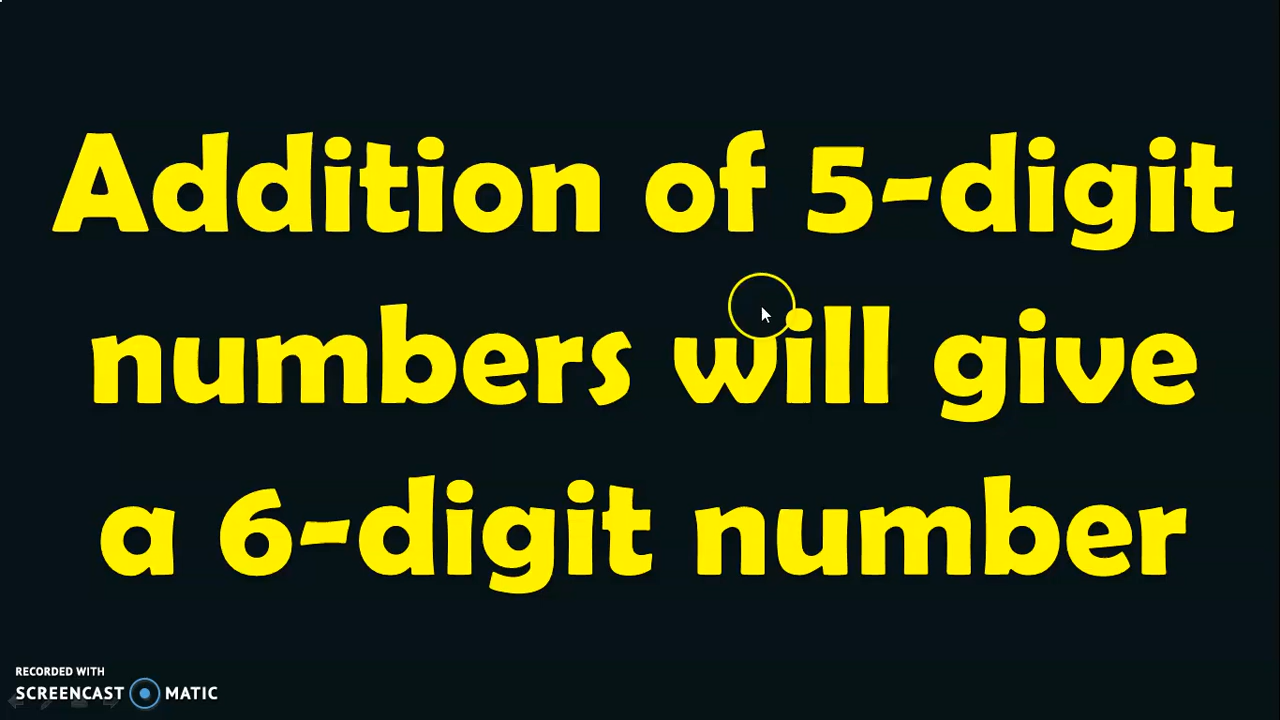 Addition of 5-digit
numbers will give
a 6-digit number
RECORDED WITH
SCREENCAST MATIC